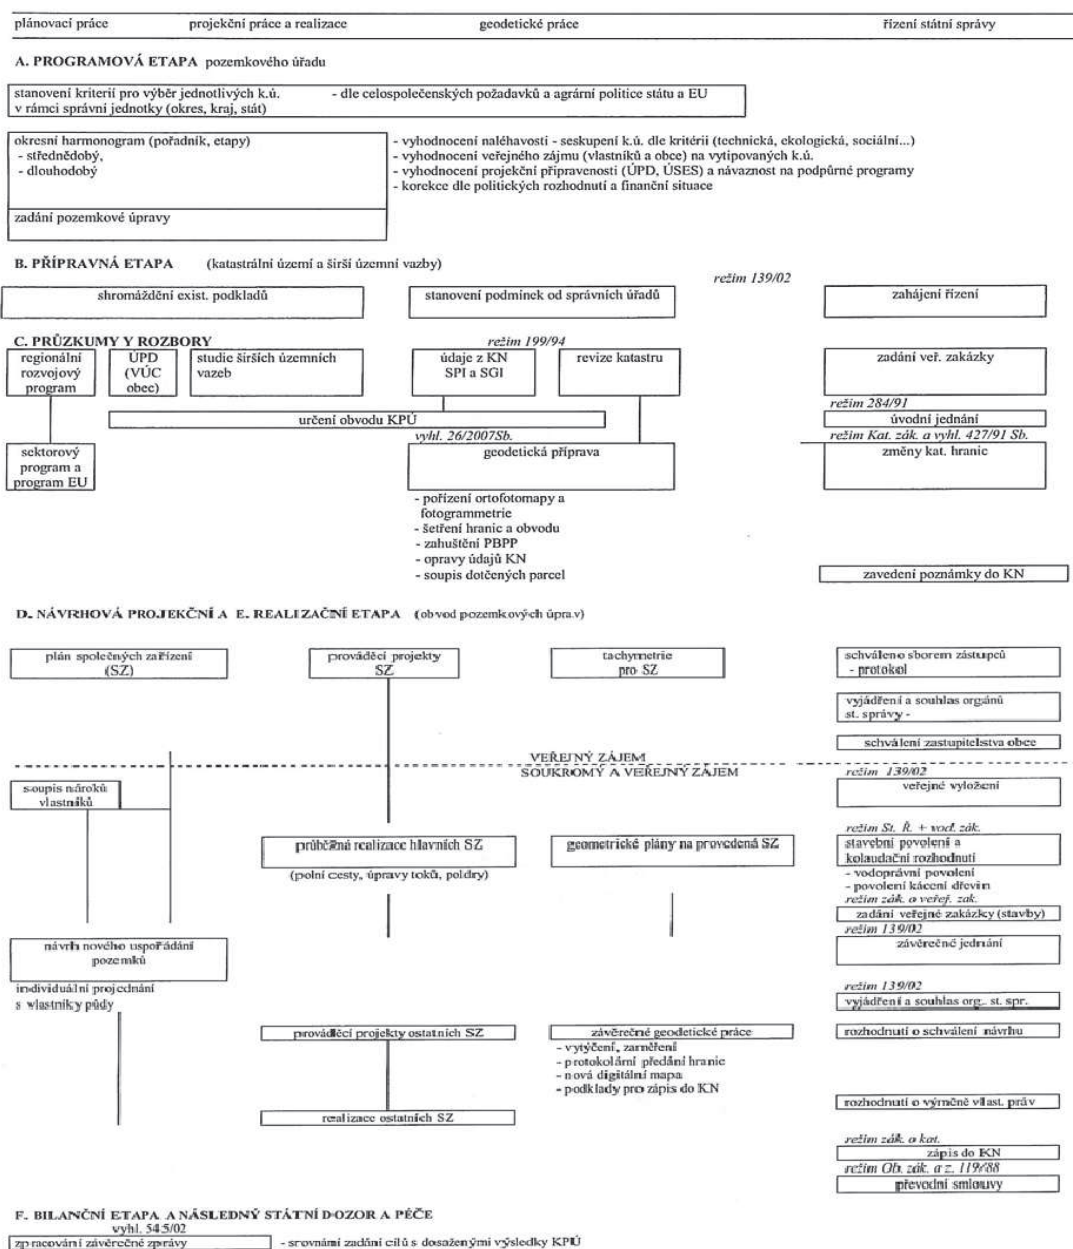 plánovací práce projekční práce a realizace geodetické práce řízení státní správy
A. PROGRAMOVÁ ETAPA pozemkového úřadu
stanovení kriterií pro výběr jednotlivých k.ú. - dle celospolečenských požadavků a agrární politice státu a EU
v rámci správní jednotky (okres, kraj, stát)
okresní harmonogram (pořadník, etapy)
- střednědobý,
- dlouhodobý
- vyhodnocení naléhavosti - seskupení k.ú. dle kritérii (technická, ekologická, sociální...)
- vyhodnocení veřejného zájmu (vlastníků a obce) na vytipovaných k.ú.
- vyhodnocení projekční připravenosti (ÚPD, ÚSES) a návaznost na podpůrné programy
- korekce dle politických rozhodnutí a finanční situace
zadání pozemkové úpravy
B. PŘÍPRAVNÁ ETAPA (katastrální území a širší územní vazby)
režim 139/02
shromáždění exist. podkladů stanovení podmínek od správních úřadů zahájení řízení
C. PRŮZKUMY Y ROZBORY režim 199/94
regionální
rozvojový
program
ÚPD
(VÚC
obec)
studie širších územních
vazeb
údaje z KN
SPI a SGI
revize katastru
zadání veř. zakázky
režim 284/91
určení obvodu KPÚ
úvodní jednání
vyhl. 26/2007Sb.
režim Kat. zák. a vyhl. 427/91 Sb.
sektorový
program a
program EU
geodetická příprava
změny kat. hranic
- pořízení ortofotomapy a
fotogrammetrie
- šetření hranic a obvodu
- zahuštění PBPP
- opravy údajů KN
- soupis dotčených parcel
zavedení poznámky do KN
D. NÁVRHOVÁ PROJEKČNÍ A E. REALIZAČNÍ ETAPA (obvod pozemkových úprav)
plán společných zařízení
(SZ)
prováděcí projekty
SZ
tachymetrie
pro SZ
schváleno sborem zástupců
- protokol
vyjádření a souhlas orgánů
st. správy -
schválení zastupitelstva obce
VEŘEJNÝ ZÁJEM
SOUKROMÝ A VEŘEJNÝ ZÁJEM
režim 139/02
soupis nároků
vlastníků
veřejné vyložení
režim St. Ř. + vod. zák.
průběžná realizace hlavních SZ
(polní cesty, úpravy toků, poldry)
geometrické plány na provedená SZ
stavební povolení a
kolaudační rozhodnutí
- vodoprávní povolení
- povolení kácení dřevin
režim zák. o veřej. zak.
zadání veřejné zakázky (stavby)
režim 139/02
návrh nového uspořádání
pozemků
závěrečné jednání
individuální projednání
s vlastníky půdy
režim 139/02
vyjádření a souhlas org. st. spr.
prováděcí projekty ostatních SZ
závěrečné geodetické práce
- vytýčení, zaměření
- protokolární předání hranic
- nová digitální mapa
- podklady pro zápis do KN
rozhodnutí o schválení návrhu
rozhodnutí o výměně vlast. práv
realizace ostatních SZ
režim zák. o kat.
zápis do KN
režim Ob. zák. a z. 119/88
převodní smlouvy
F. BILANČNÍ ETAPA A NÁSLEDNÝ STÁTNÍ DOZOR A PÉČE
vyhl. 545/02
zpracování závěrečné zprávy - srovnání zadání cílů s dosaženými výsledky KPÚ